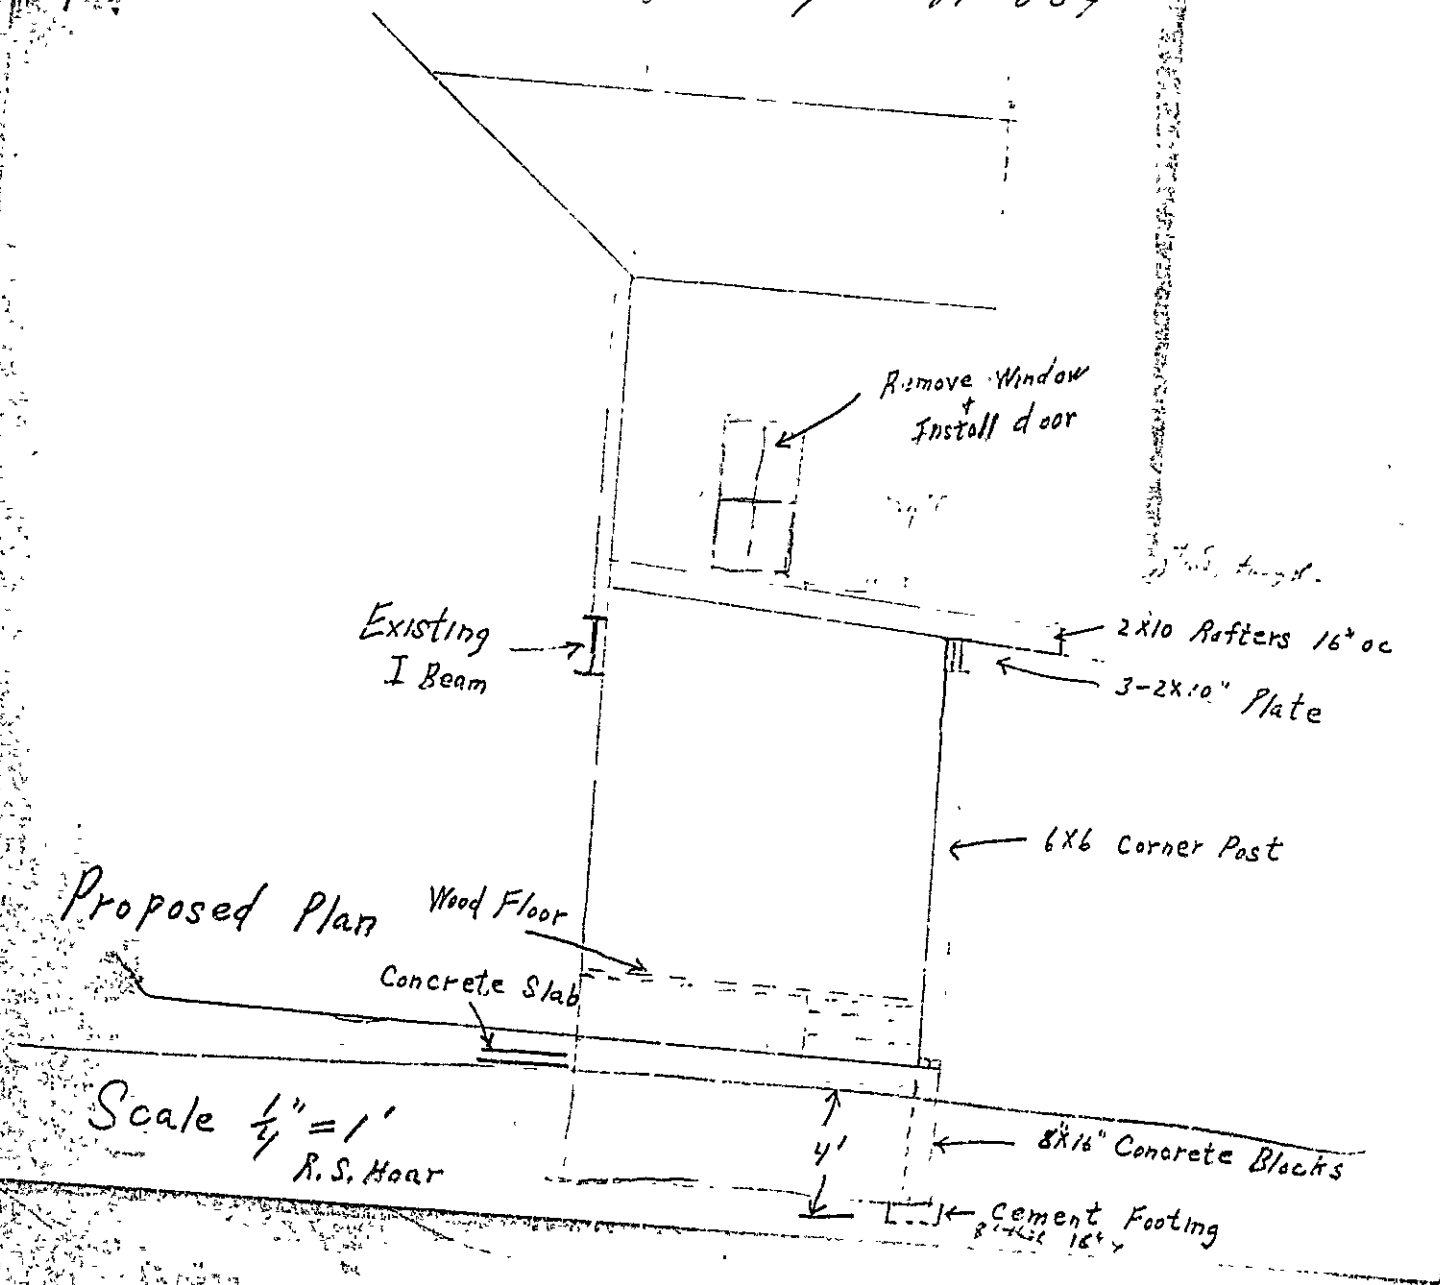 Remove Window
+
Install door
Existing
I Beam
2X10 Rafters 16" oc
3-2X10" Plate
6X6 Corner Post
Proposed Plan
Wood Floor
Concrete Slab
Scale 1/4" = 1'
R.S. Hoar
4'
8"X16" Concrete Blocks
Cement Footing